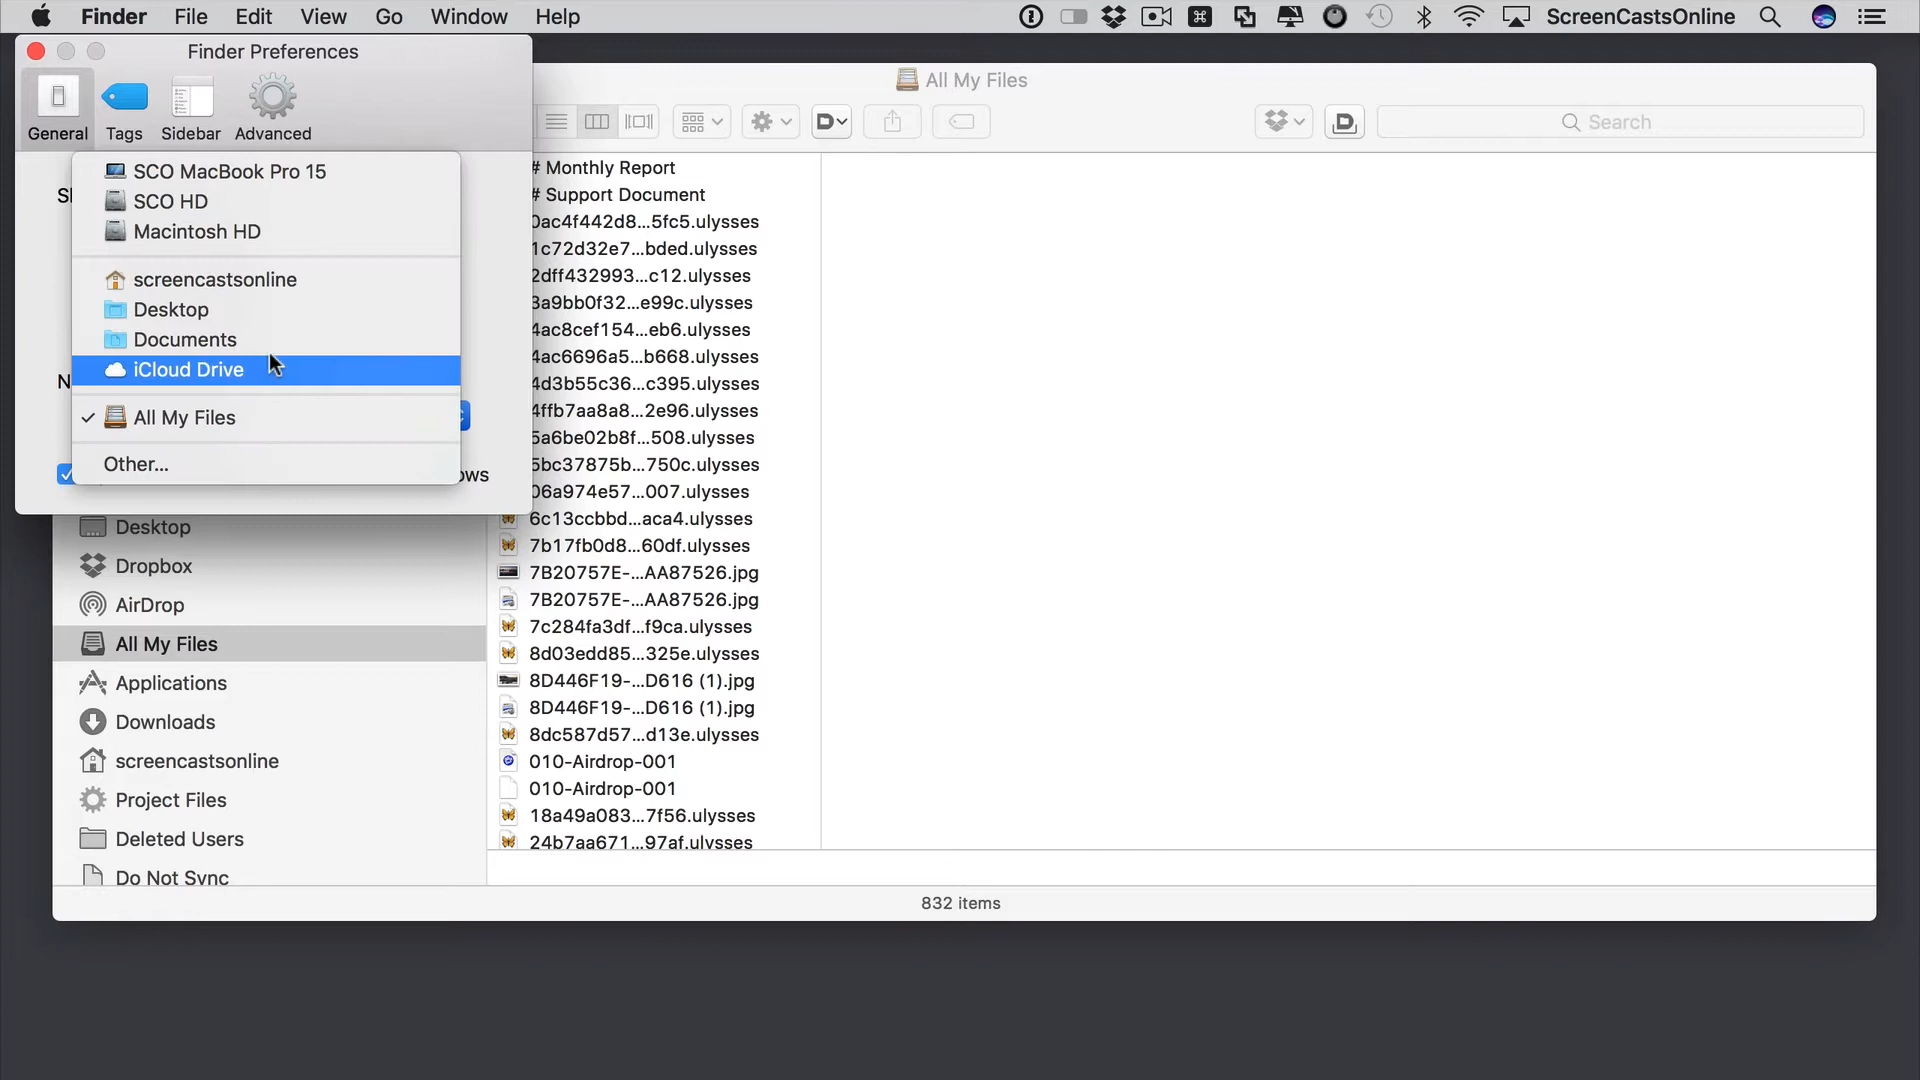 Finder File Edit View Go Window Help
ScreenCastsOnline
Finder Preferences
General Tags Sidebar Advanced
SCO MacBook Pro 15
SCO HD
Macintosh HD
screencastsonline
Desktop
Documents
iCloud Drive
All My Files
Other...
ows
All My Files
Search
Desktop
Dropbox
AirDrop
All My Files
Applications
Downloads
screencastsonline
Project Files
Deleted Users
Do Not Sync
# Monthly Report
# Support Document
0ac4f442d8...5fc5.ulysses
1c72d32e7...bded.ulysses
2dff432993...c12.ulysses
3a9bb0f32...e99c.ulysses
4ac8cef154...eb6.ulysses
4ac6696a5...b668.ulysses
4d3b55c36...c395.ulysses
4ffb7aa8a8...2e96.ulysses
5a6be02b8f...508.ulysses
5bc37875b...750c.ulysses
06a974e57...007.ulysses
6c13ccbbd...aca4.ulysses
7b17fb0d8...60df.ulysses
7B20757E-...AA87526.jpg
7B20757E-...AA87526.jpg
7c284fa3df...f9ca.ulysses
8d03edd85...325e.ulysses
8D446F19-...D616 (1).jpg
8D446F19-...D616 (1).jpg
8dc587d57...d13e.ulysses
010-Airdrop-001
010-Airdrop-001
18a49a083...7f56.ulysses
24b7aa671...97af.ulysses
832 items